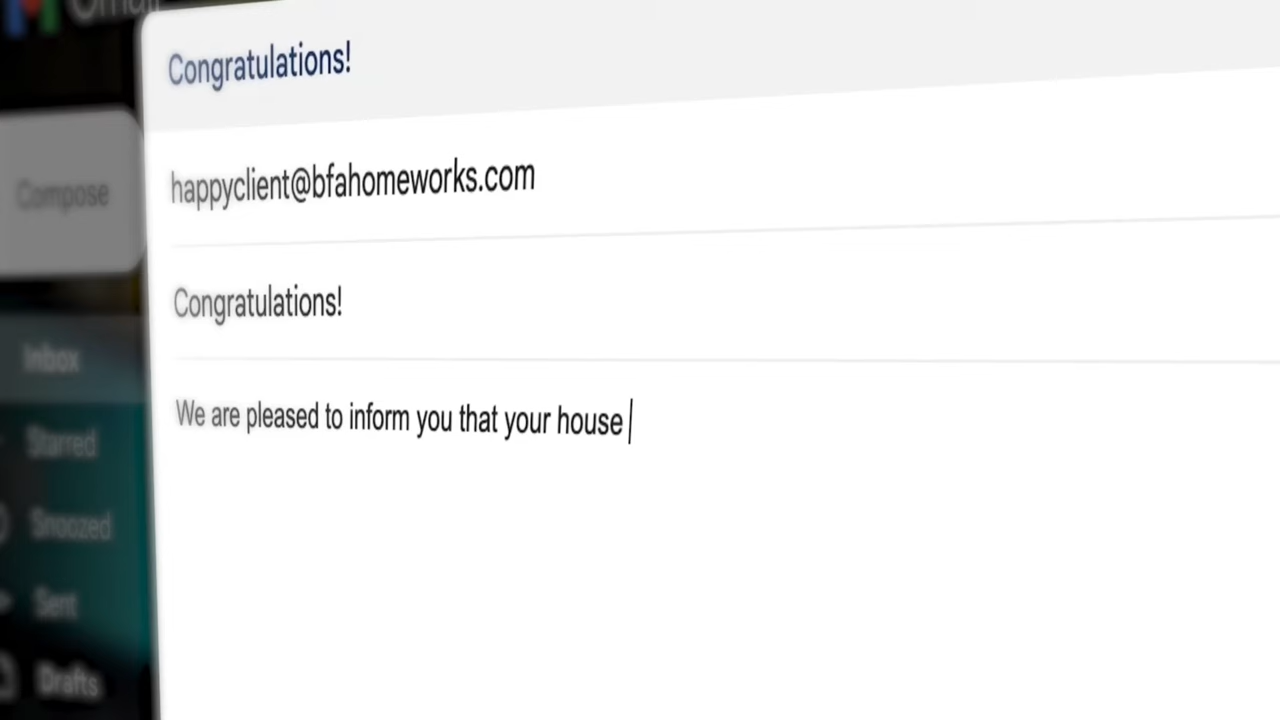 Gmail
Congratulations!
happyclient@bfahomeworks.com
Congratulations!
We are pleased to inform you that your house
Compose
Inbox
Starred
Snoozed
Sent
Drafts